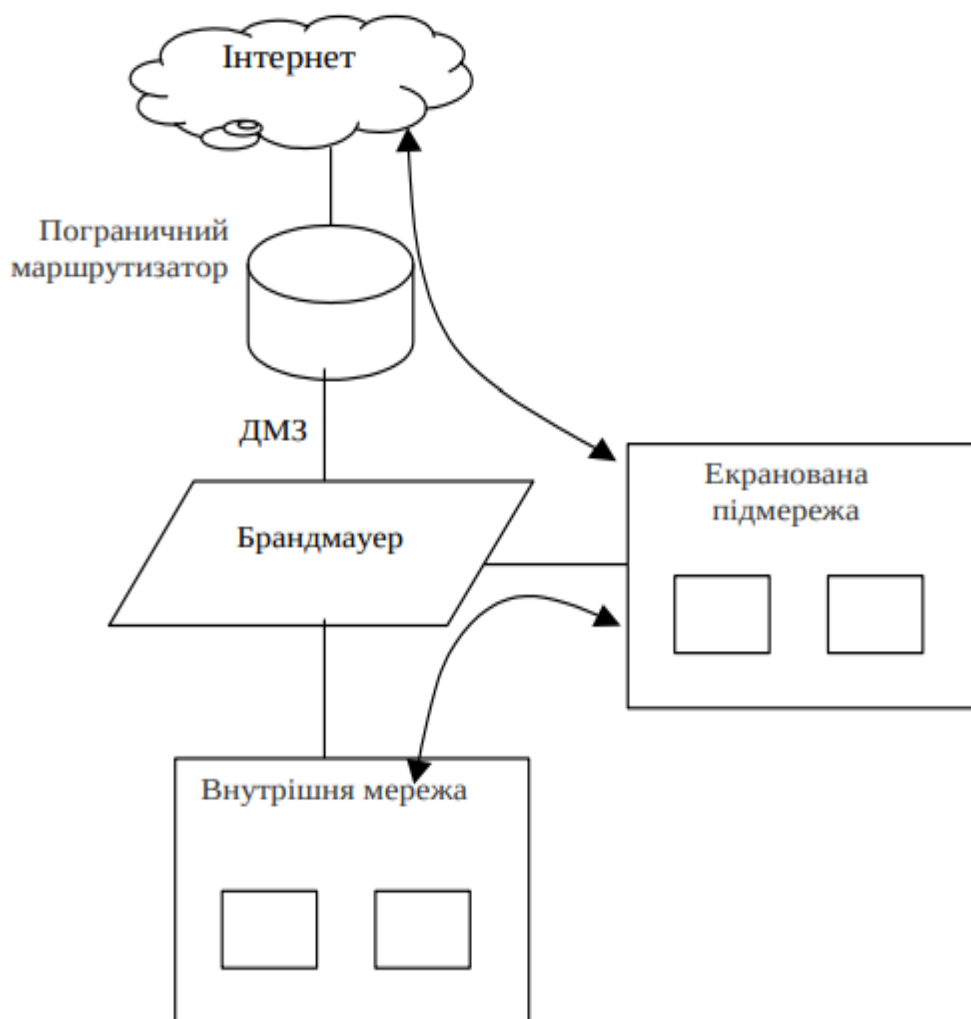 Інтернет
Пограничний
маршрутизатор
ДМЗ
Брандмауер
Екранована
підмережа
Внутрішня мережа